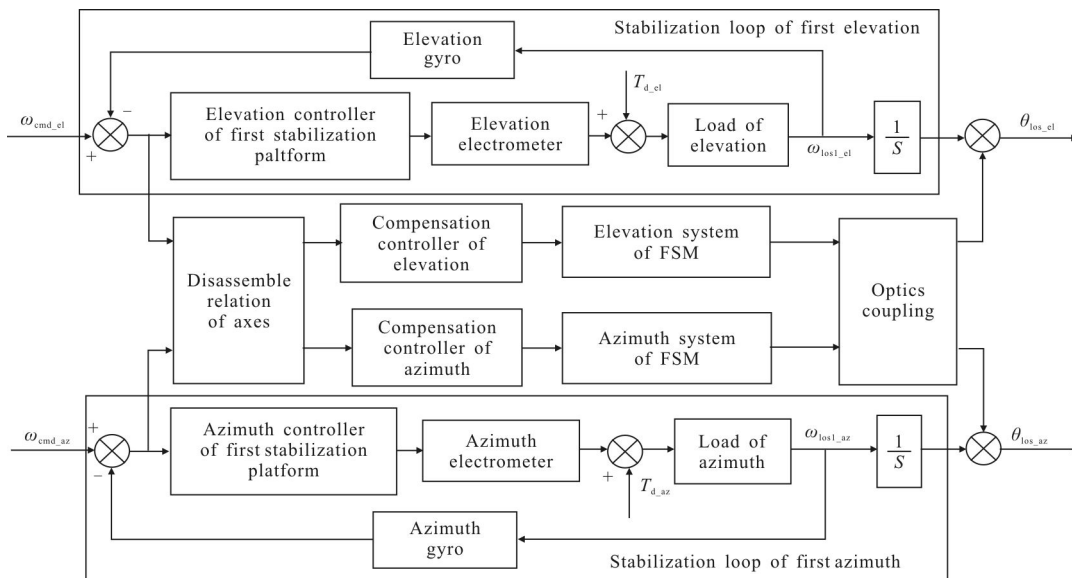 Stabilization loop of first elevation
Elevation
gyro
−
T_d_el
+
ω_cmd_el
+
Elevation controller
of first stabilization
paltform
Elevation
electrometer
Load of
elevation
ω_los1_el
1
S
θ_los_el
Disassemble
relation
of axes
Compensation
controller of
elevation
Elevation system
of FSM
Optics
coupling
Compensation
controller of
azimuth
Azimuth system
of FSM
ω_cmd_az
+
−
Azimuth controller
of first stabilization
platform
Azimuth
electrometer
+
T_d_az
Load of
azimuth
ω_los1_az
1
S
θ_los_az
Azimuth
gyro
Stabilization loop of first azimuth